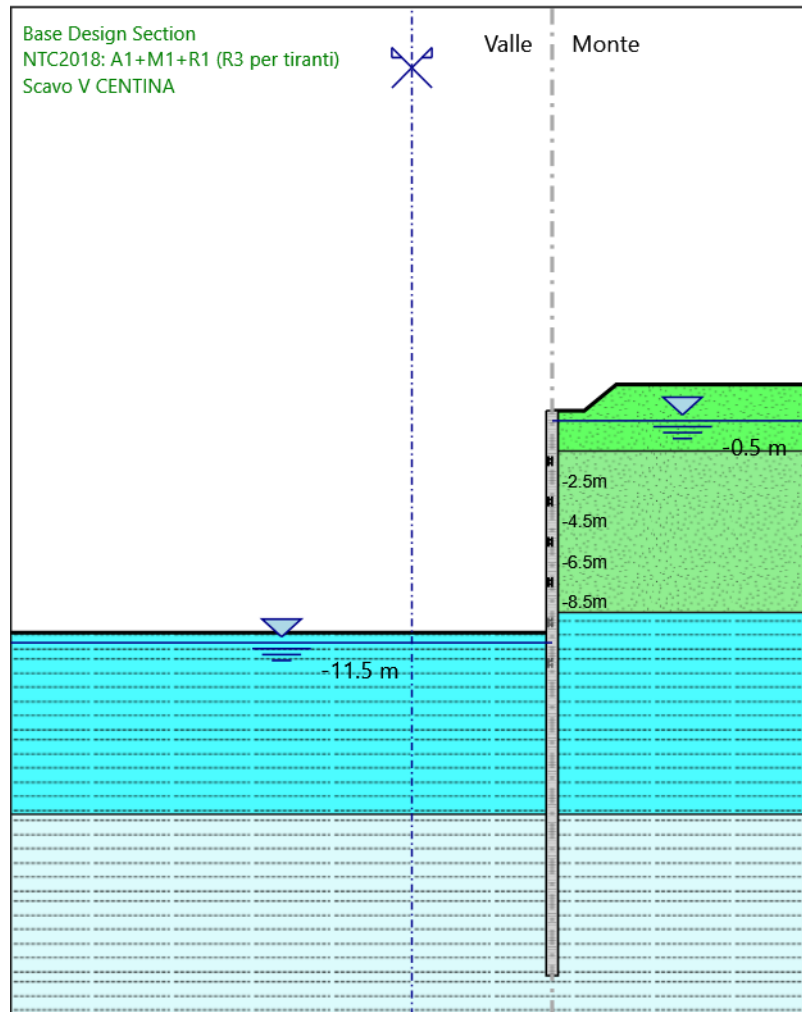 Base Design Section
NTC2018: A1+M1+R1 (R3 per tiranti)
Scavo V CENTINA
Valle
Monte
-0.5 m
-2.5m
-4.5m
-6.5m
-8.5m
-11.5 m